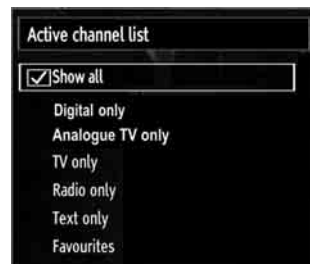 Active channel list
Show all
Digital only
Analogue TV only
TV only
Radio only
Text only
Favourites